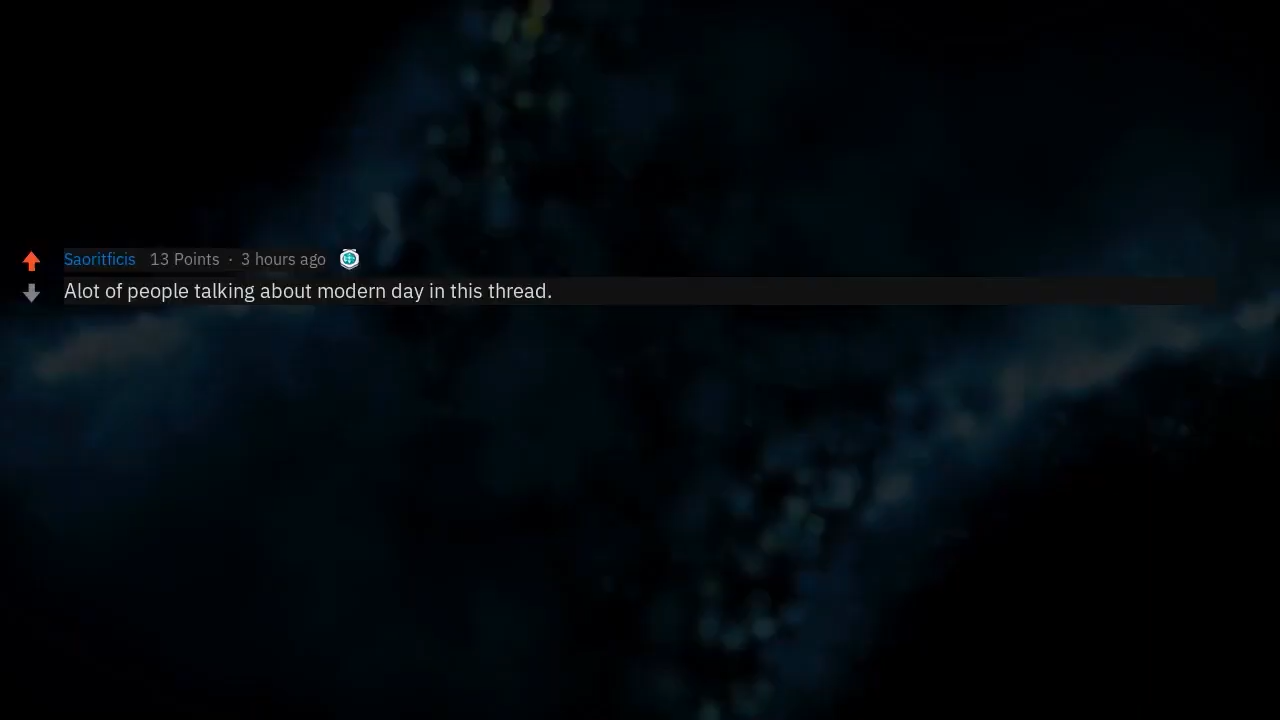 Saoritficis 13 Points · 3 hours ago
Alot of people talking about modern day in this thread.